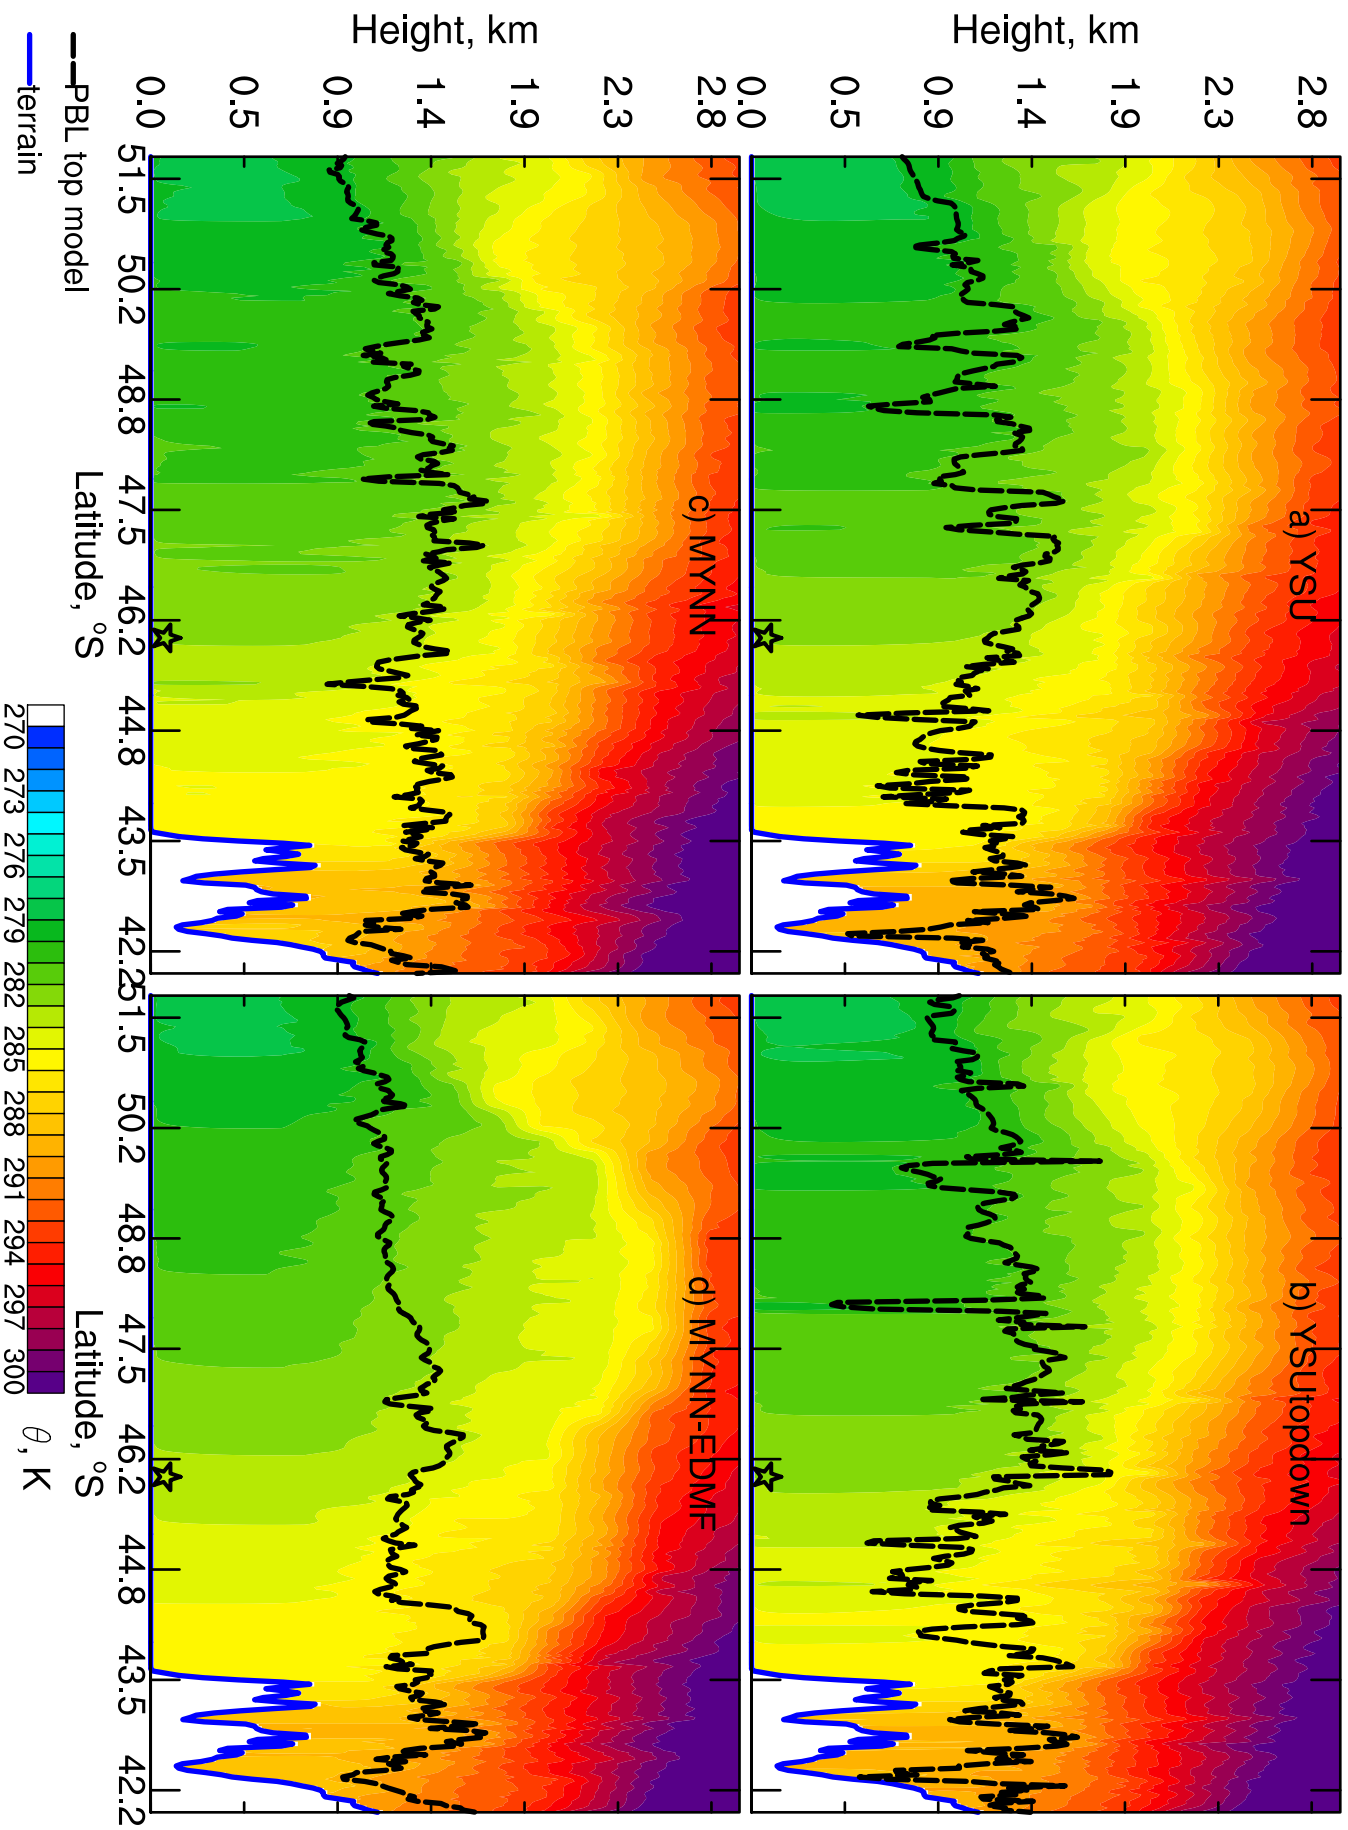 a) YSU
b) YSUtopdown
Height, km
2.8
2.3
1.9
1.4
0.9
0.5
0.0
c) MYNN
d) MYNN-EDMF
Height, km
2.8
2.3
1.9
1.4
0.9
0.5
0.0
51.5 50.2 48.8 47.5 46.2 44.8 43.5 42.2
51.5 50.2 48.8 47.5 46.2 44.8 43.5 42.2
Latitude, °S
Latitude, °S
PBL top model
terrain
270 273 276 279 282 285 288 291 294 297 300
θ, K